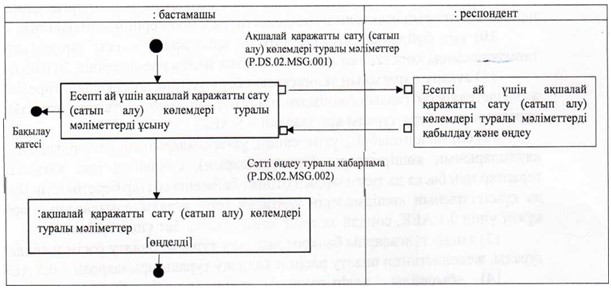 : бастамашы
: респондент
Ақшалай қаражатты сату (сатып
алу) көлемдері туралы мәліметтер
(P.DS.02.MSG.001)
Есепті ай үшін ақшалай қаражатты сату
(сатып алу) көлемдері туралы
мәліметтерді ұсыну
Есепті ай үшін ақшалай
қаражатты сату (сатып алу)
көлемдері туралы мәліметтерді
қабылдау және өңдеу
Бақылау
қатесі
Сәтті өңдеу туралы хабарлама
(P.DS.02.MSG.002)
:ақшалай қаражатты сату (сатып алу) көлемдері
туралы мәліметтер
[өңделді]